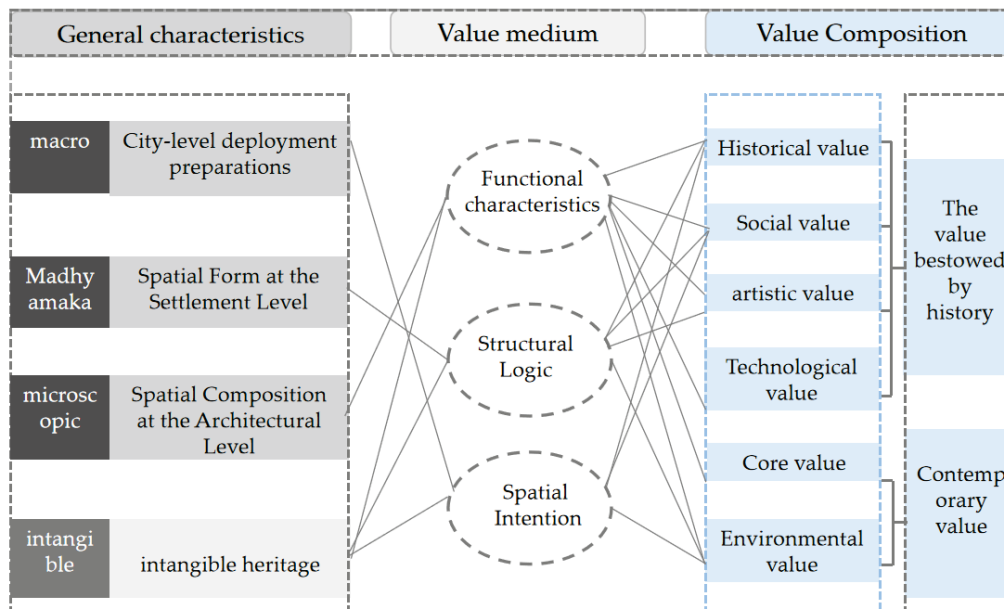 General characteristics
Value medium
Value Composition
macro
City-level deployment
preparations
Madhy
amaka
Spatial Form at the
Settlement Level
microsc
opic
Spatial Composition
at the Architectural
Level
intangi
ble
intangible heritage
Functional
characteristics
Structural
Logic
Spatial
Intention
Historical value
Social value
artistic value
Technological
value
Core value
Environmental
value
The
value
bestowed
by
history
Contemp
orary
value